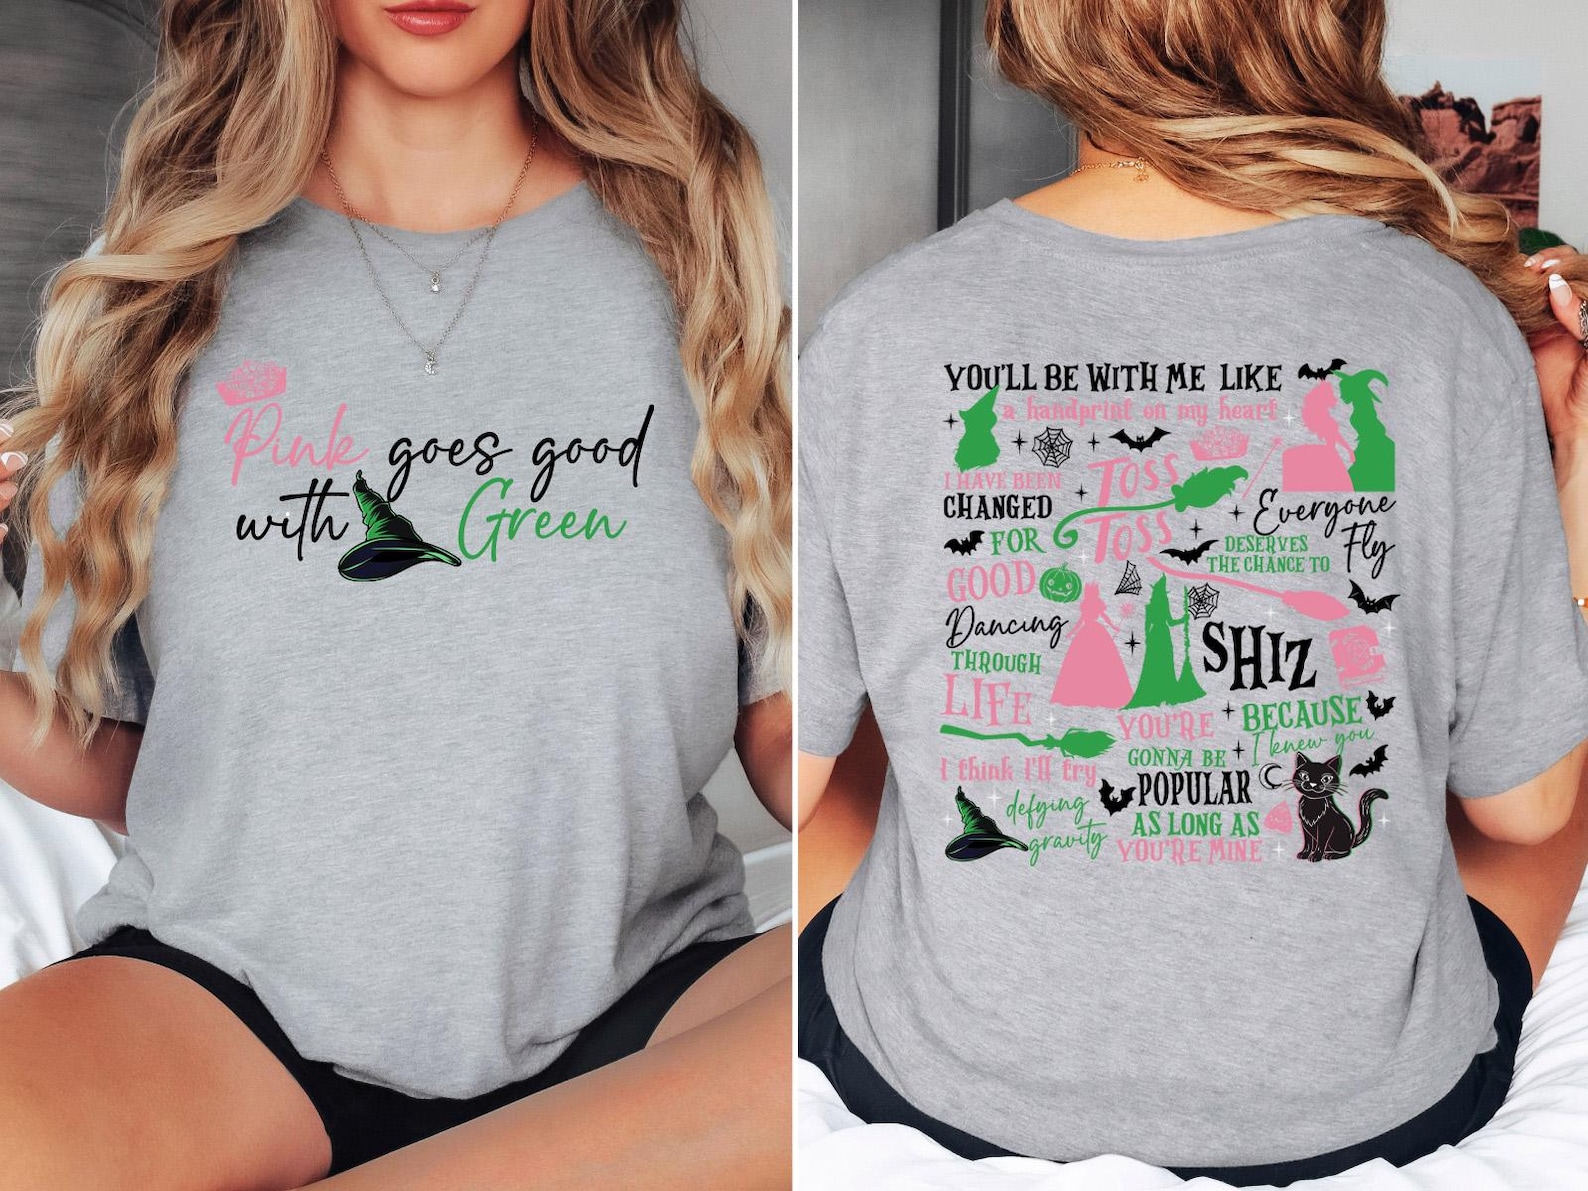 Pink goes good
with Green
YOU'LL BE WITH ME LIKE
a handprint on my heart
I HAVE BEEN
CHANGED
FOR
GOOD
TOSS
TOSS
Everyone
DESERVES
THE CHANCE TO
Fly
Dancing
THROUGH
LIFE
SHIZ
YOU'RE
GONNA BE
POPULAR
BECAUSE
I knew you
I think I'll try
defying
gravity
AS LONG AS
YOU'RE MINE